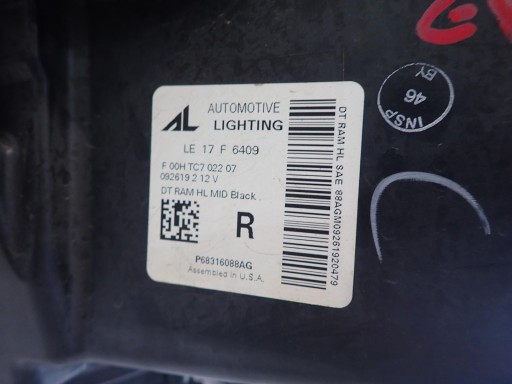 AL AUTOMOTIVE
LIGHTING
LE 17 F 6409
F 00H TC7 022 07
092619 2 12 V
DT RAM HL MID Black
R
P68316088AG
Assembled in U.S.A.
DT RAM HL SAE 88AGM09261920479
INSP
46
BY